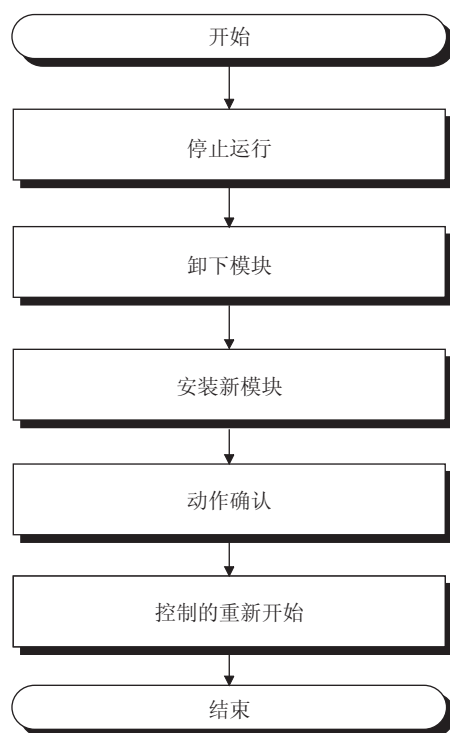 开始
停止运行
卸下模块
安装新模块
动作确认
控制的重新开始
结束